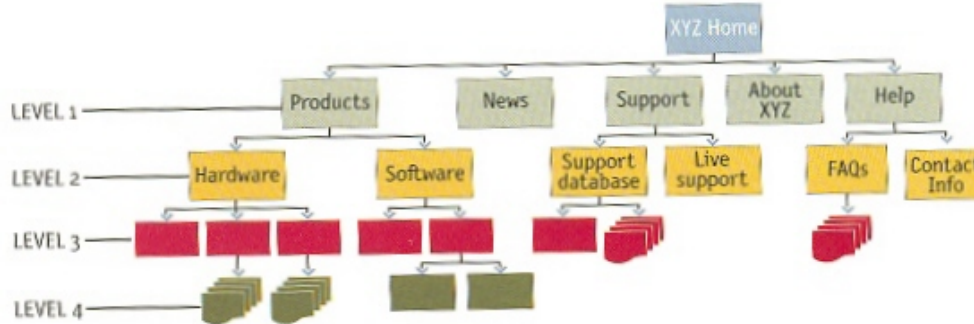 XYZ Home
LEVEL 1
Products
News
Support
About
XYZ
Help
LEVEL 2
Hardware
Software
Support
database
Live
support
FAQs
Contact
Info
LEVEL 3
LEVEL 4